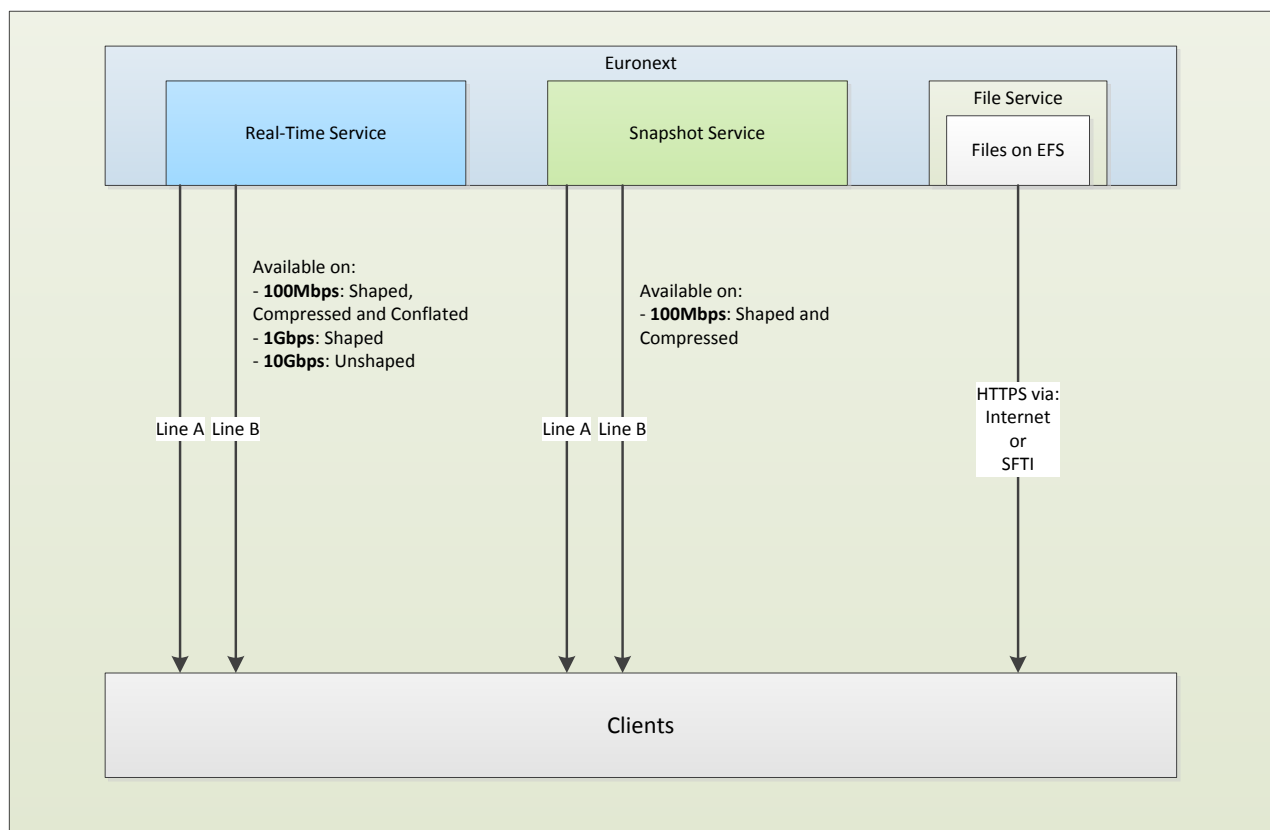 Euronext
Real-Time Service
Snapshot Service
File Service
Files on EFS
Available on:
- 100Mbps: Shaped,
Compressed and Conflated
- 1Gbps: Shaped
- 10Gbps: Unshaped
Available on:
- 100Mbps: Shaped and
Compressed
Line A
Line B
Line A
Line B
HTTPS via:
Internet
or
SFTI
Clients